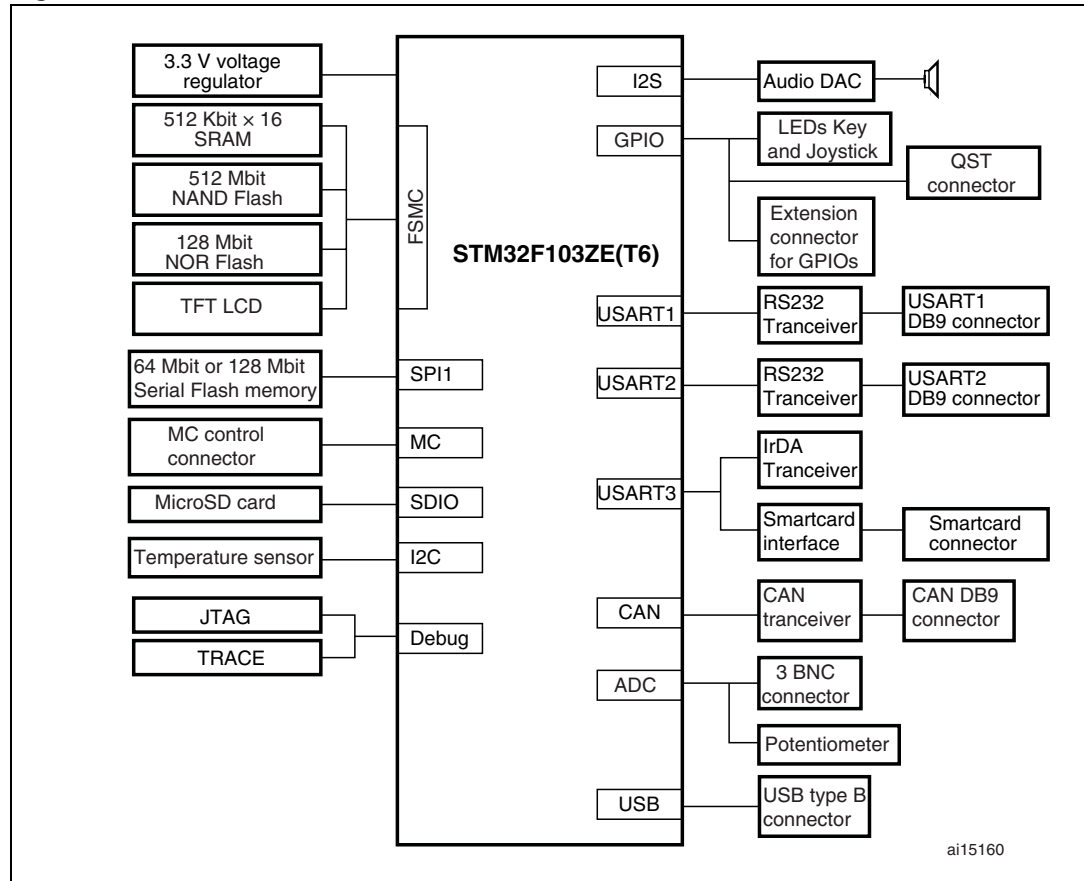 3.3 V voltage
regulator
512 Kbit × 16
SRAM
512 Mbit
NAND Flash
128 Mbit
NOR Flash
TFT LCD
64 Mbit or 128 Mbit
Serial Flash memory
MC control
connector
MicroSD card
Temperature sensor
JTAG
TRACE
FSMC
SPI1
MC
SDIO
I2C
Debug
STM32F103ZE(T6)
I2S
GPIO
USART1
USART2
USART3
CAN
ADC
USB
Audio DAC
LEDs Key
and Joystick
QST
connector
Extension
connector
for GPIOs
RS232
Tranceiver
USART1
DB9 connector
RS232
Tranceiver
USART2
DB9 connector
IrDA
Tranceiver
Smartcard
interface
Smartcard
connector
CAN
tranceiver
CAN DB9
connector
3 BNC
connector
Potentiometer
USB type B
connector
ai15160